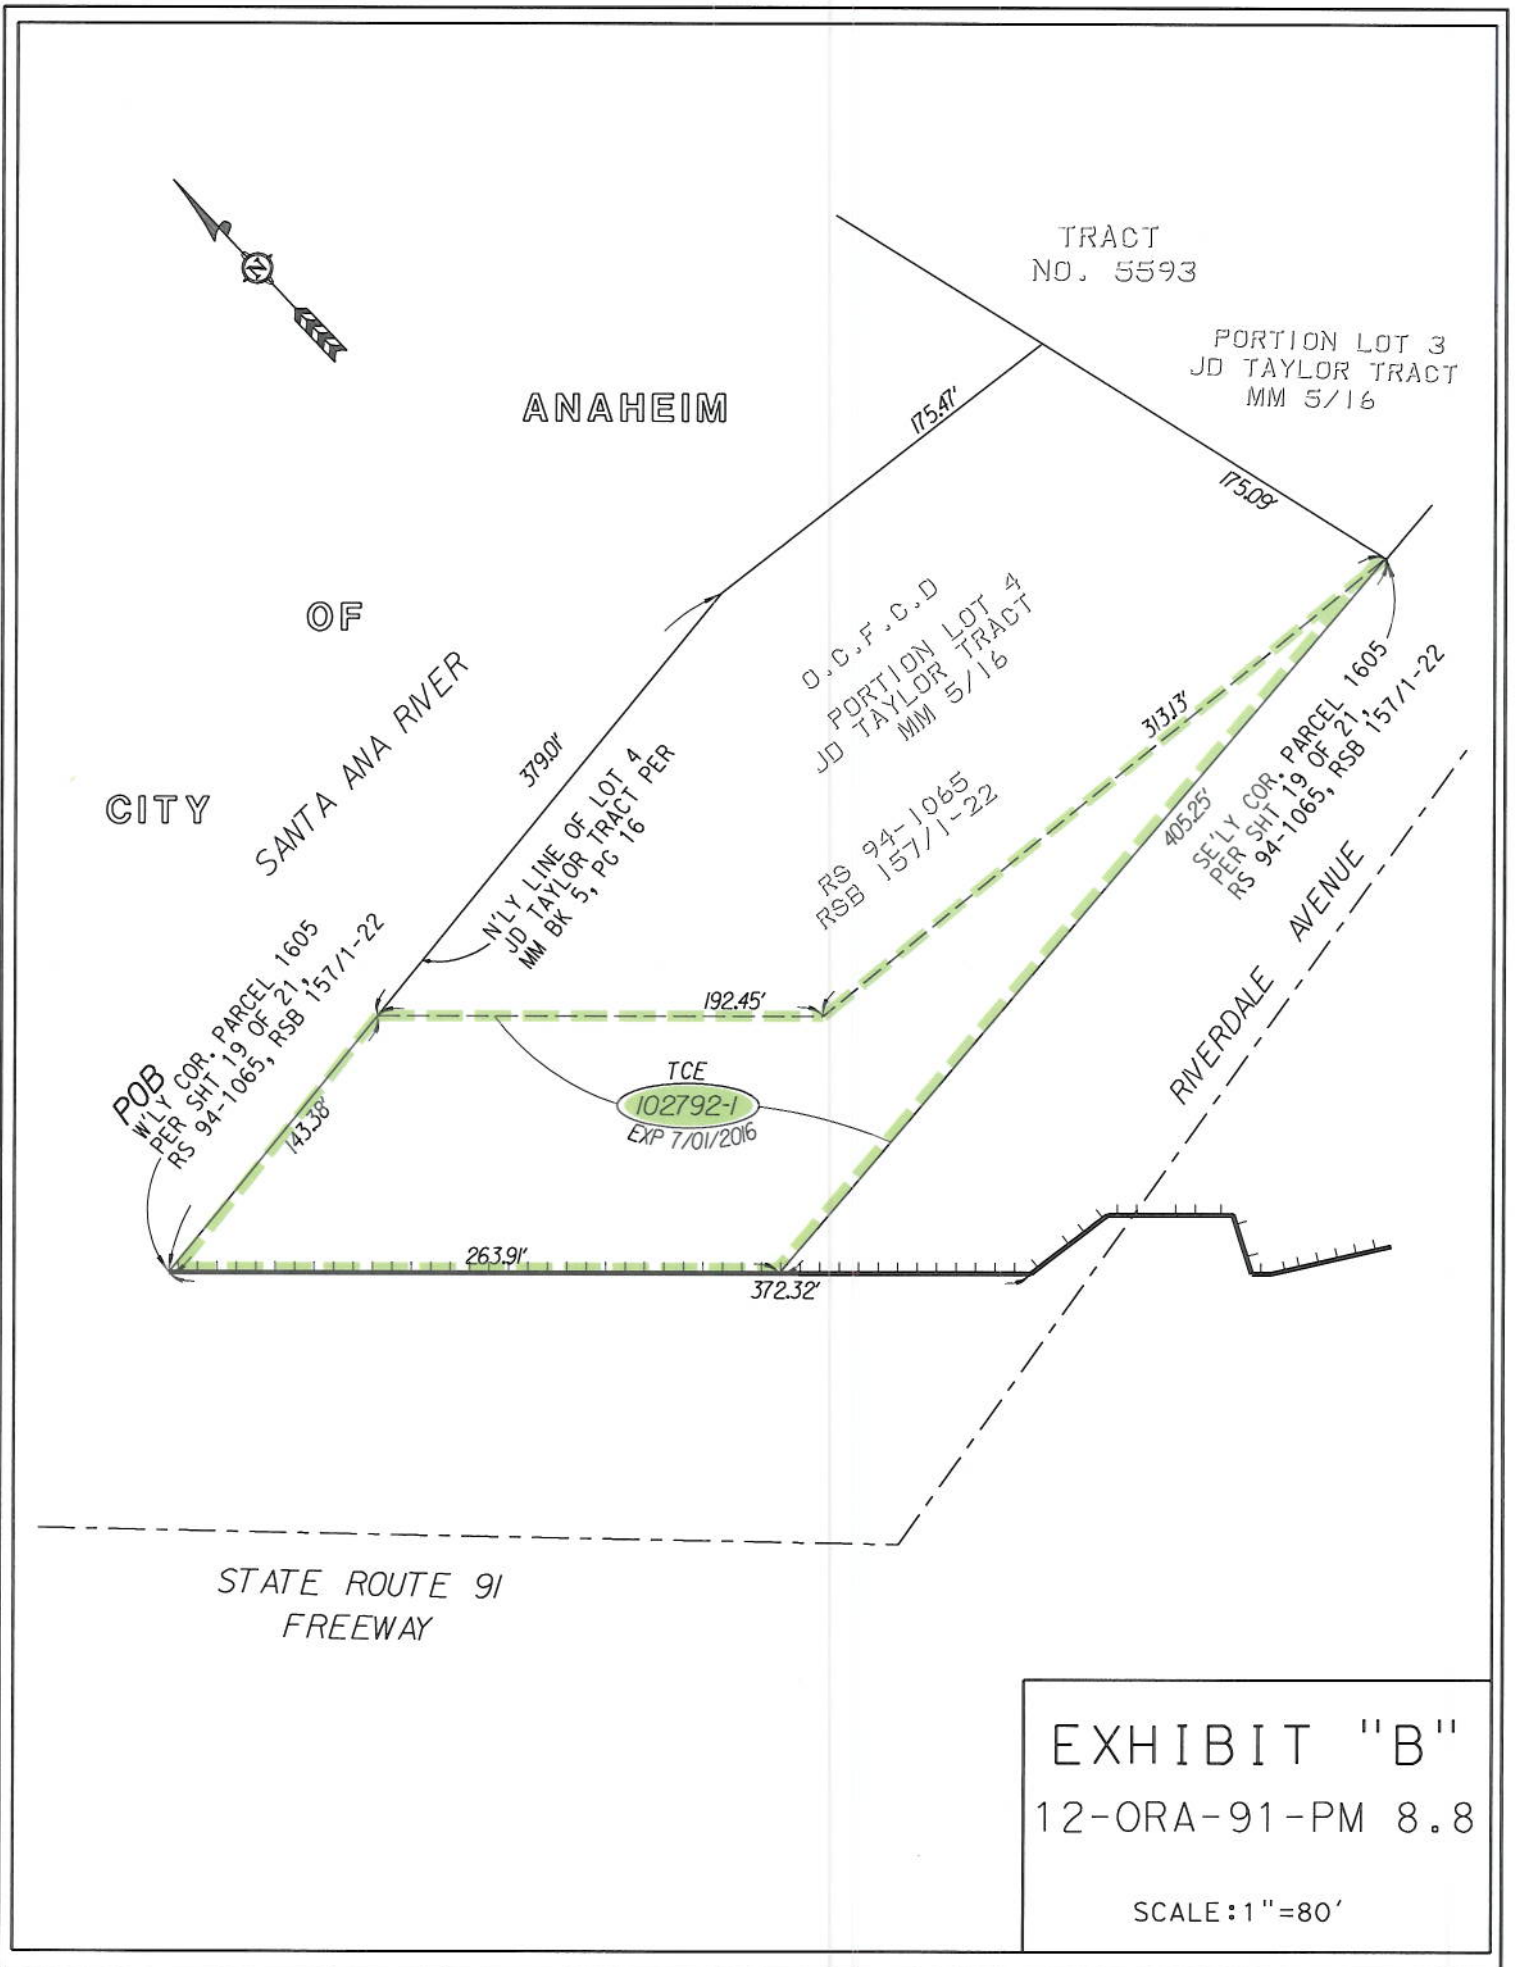 TRACT
NO. 5593
PORTION LOT 3
JD TAYLOR TRACT
MM 5/16
N
ANAHEIM
175.47'
175.09'
OF
CITY
SANTA ANA RIVER
379.01'
O.C.F.C.D
PORTION LOT 4
JD TAYLOR TRACT
MM 5/16
313.13'
N'LY LINE OF LOT 4
JD TAYLOR TRACT PER
MM BK 5, PG 16
RS 94-1065
RSB 157/1-22
405.25'
SE'LY COR. PARCEL 1605
PER SHT 19 OF 21,
RS 94-1065, RSB 157/1-22
RIVERDALE AVENUE
POB
W'LY COR. PARCEL 1605
PER SHT 19 OF 21,
RS 94-1065, RSB 157/1-22
192.45'
143.38'
TCE
102792-1
EXP 7/01/2016
263.91'
372.32'
STATE ROUTE 91
FREEWAY
EXHIBIT "B"
12-ORA-91-PM 8.8
SCALE:1"=80'